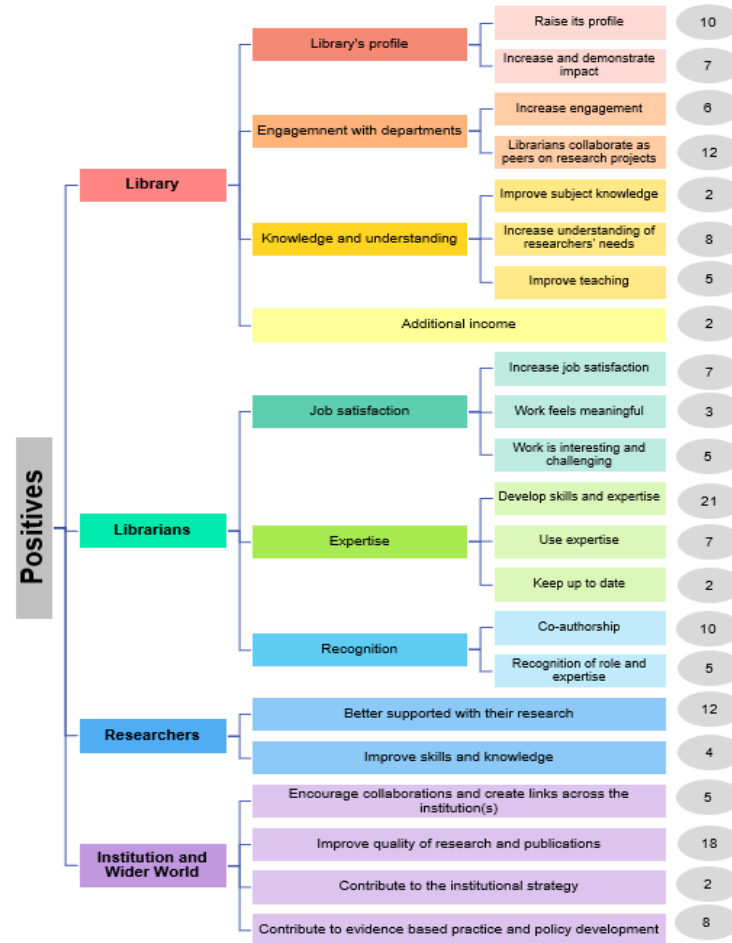 Positives
Library
Library's profile
Raise its profile
10
Increase and demonstrate
impact
7
Engagemnent with departments
Increase engagement
6
Librarians collaborate as
peers on research projects
12
Knowledge and understanding
Improve subject knowledge
2
Increase understanding of
researchers' needs
8
Improve teaching
5
Additional income
2
Librarians
Job satisfaction
Increase job satisfaction
7
Work feels meaningful
3
Work is interesting and
challenging
5
Expertise
Develop skills and expertise
21
Use expertise
7
Keep up to date
2
Recognition
Co-authorship
10
Recognition of role and
expertise
5
Researchers
Better supported with their research
12
Improve skills and knowledge
4
Institution and
Wider World
Encourage collaborations and create links across the
institution(s)
5
Improve quality of research and publications
18
Contribute to the institutional strategy
2
Contribute to evidence based practice and policy development
8